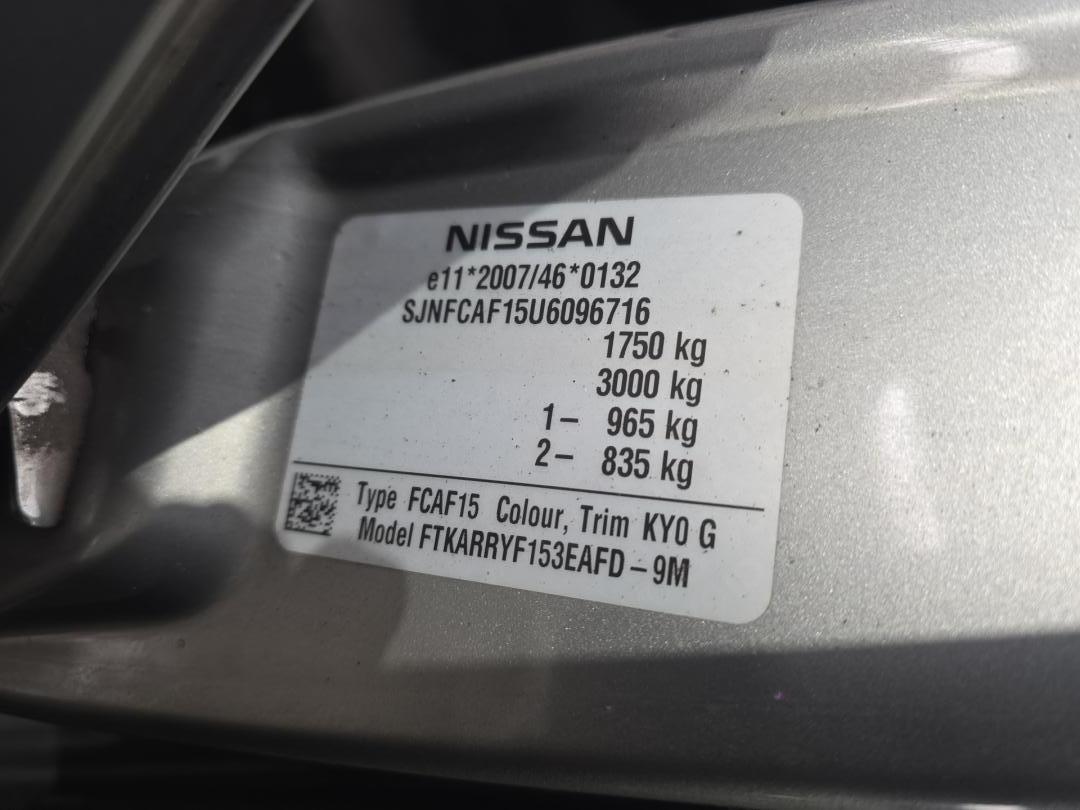 NISSAN
e11*2007/46*0132
SJNFCAF15U6096716
1750 kg
3000 kg
1– 965 kg
2– 835 kg
Type FCAF15 Colour, Trim KY0 G
Model FTKARRYF153EAFD – 9M